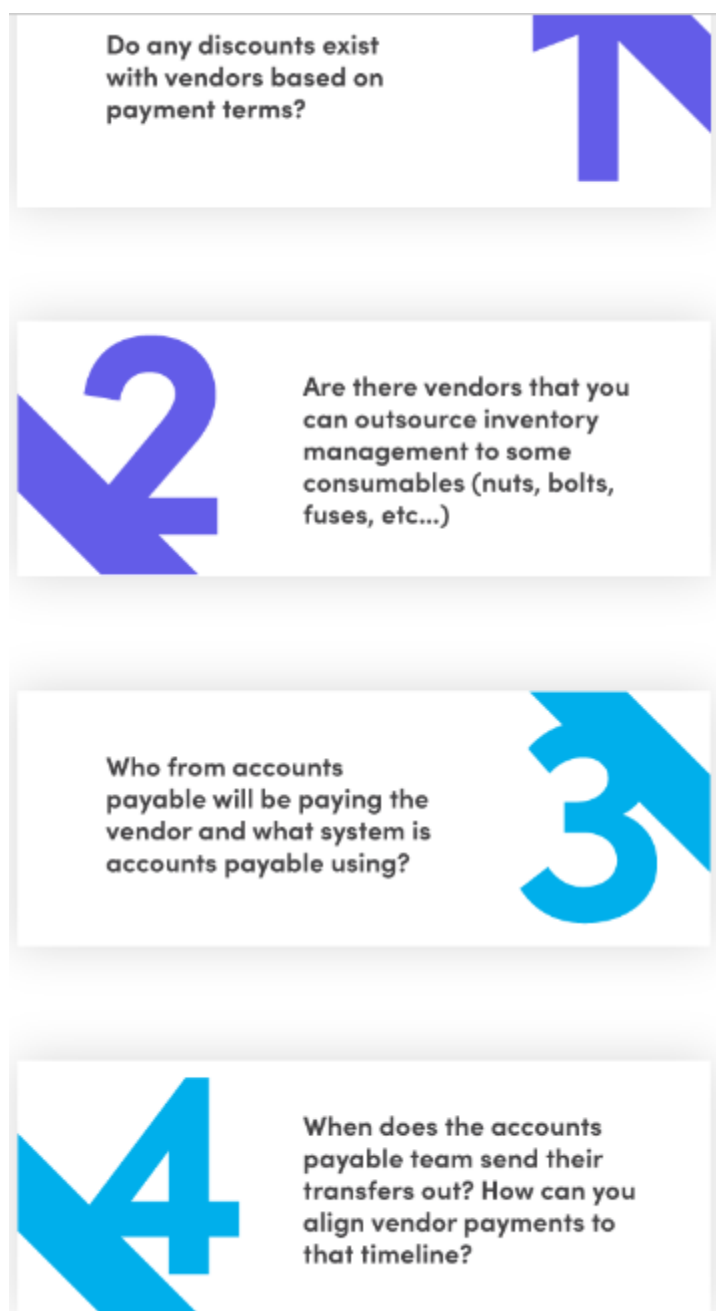 Do any discounts exist
with vendors based on
payment terms?
1
2
Are there vendors that you
can outsource inventory
management to some
consumables (nuts, bolts,
fuses, etc...)
Who from accounts
payable will be paying the
vendor and what system is
accounts payable using?
3
4
When does the accounts
payable team send their
transfers out? How can you
align vendor payments to
that timeline?